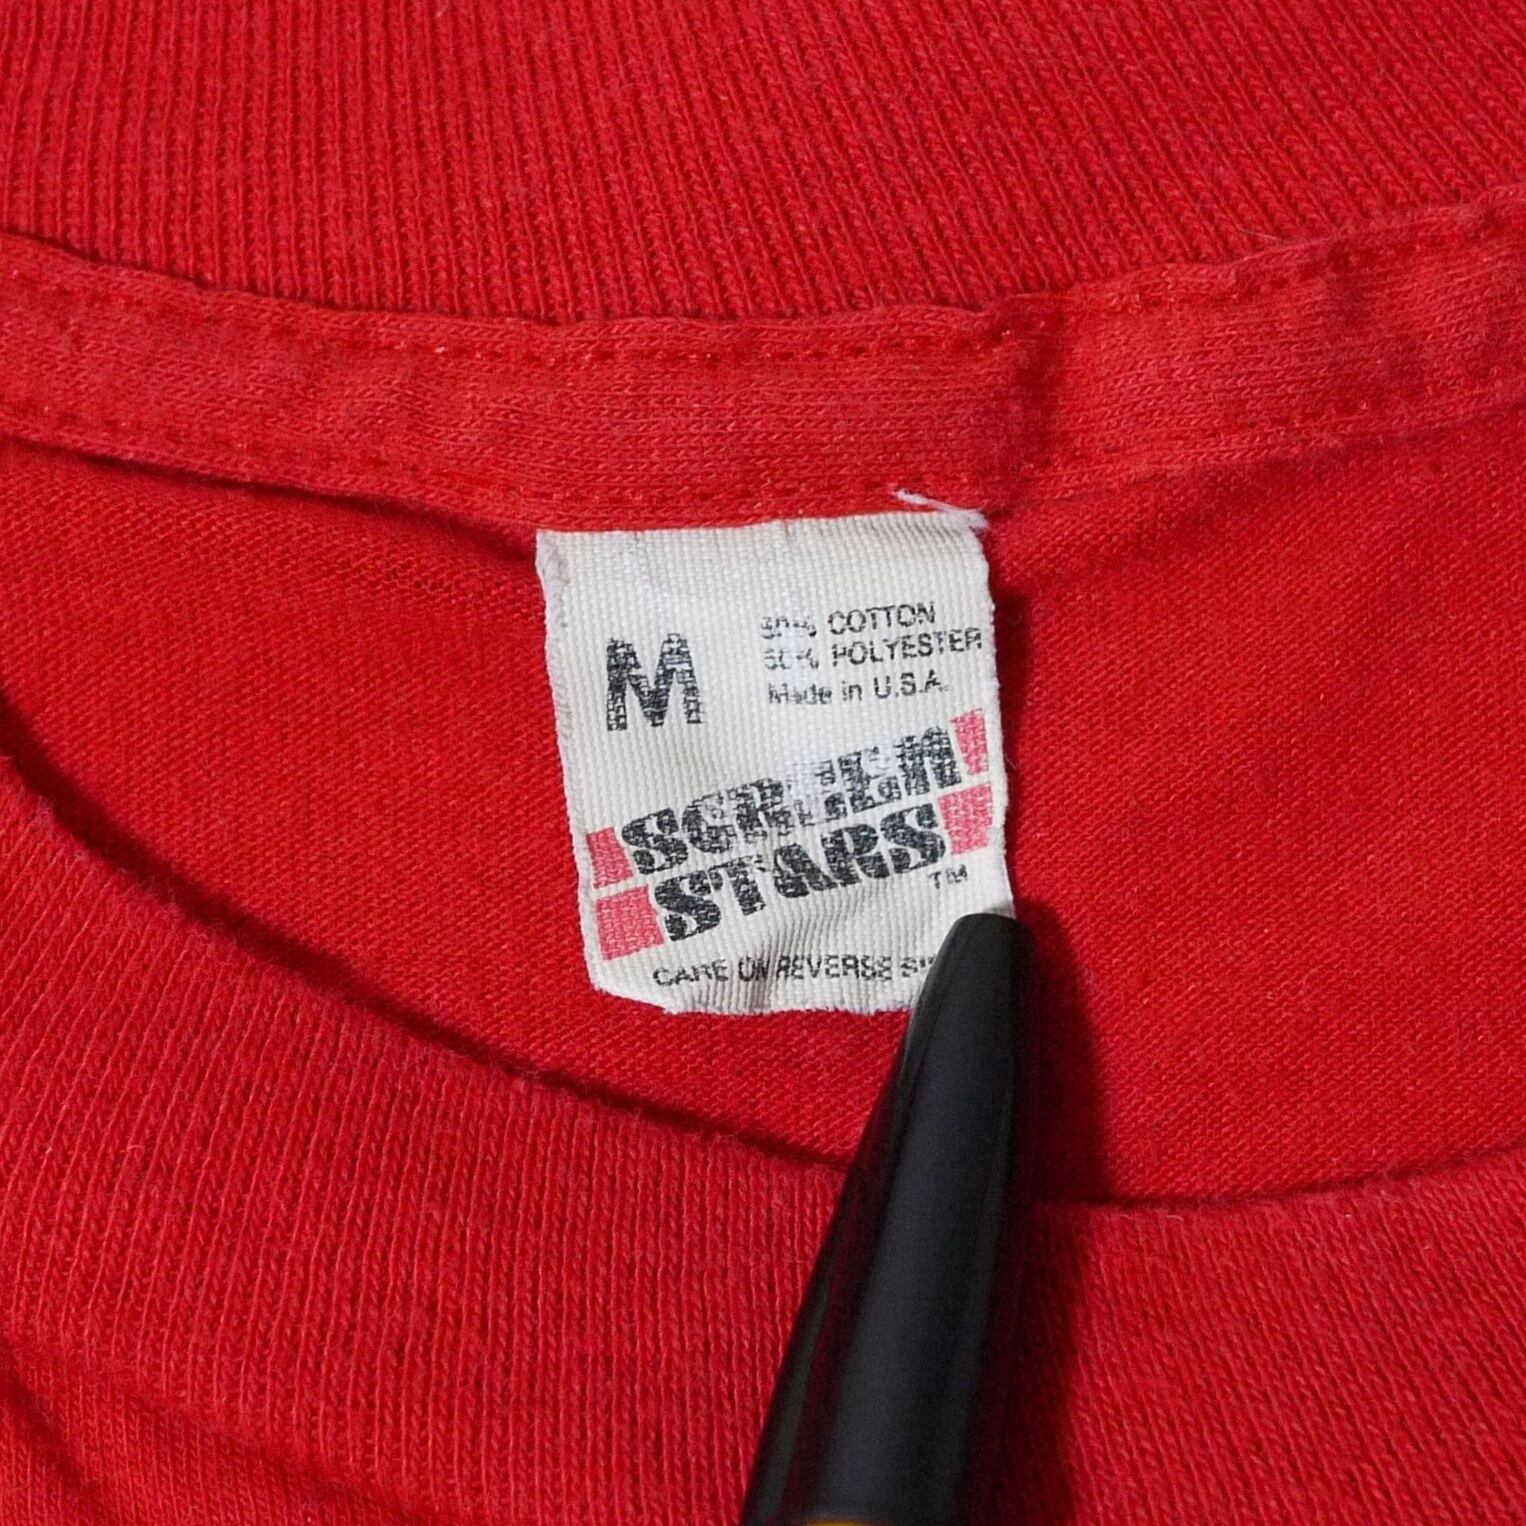 M
50% COTTON
50% POLYESTER
Made in U.S.A.
SCREEN
STARS
TM
CARE ON REVERSE